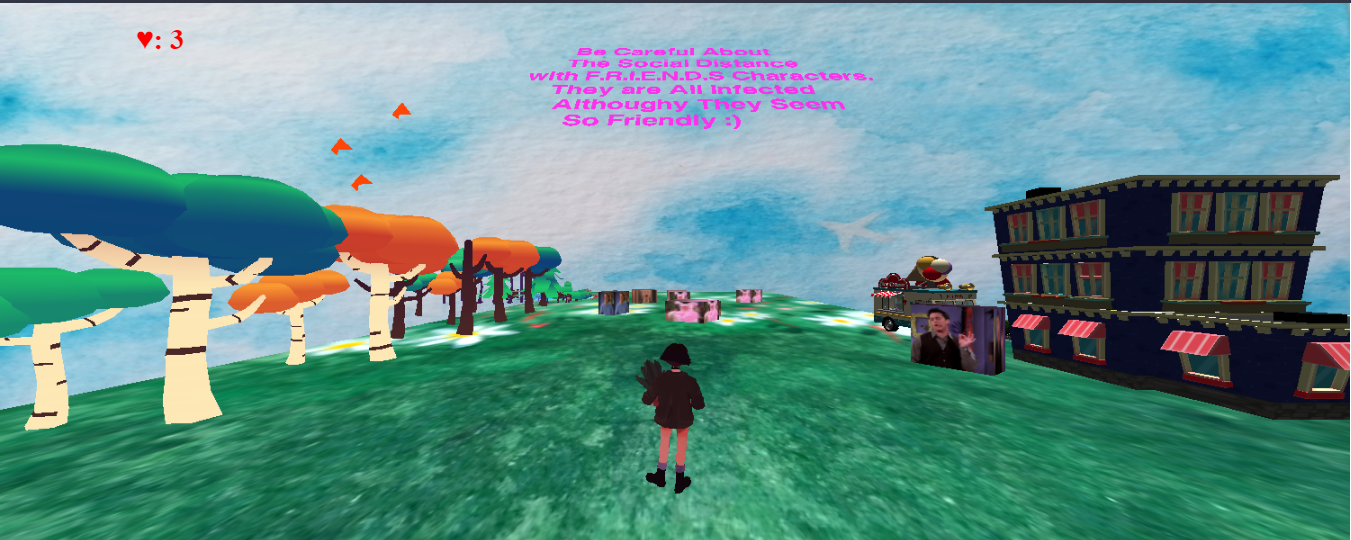 ♥: 3
Be Careful About
The Social Distance
with F.R.I.E.N.D.S Characters.
They are All Infected
Althoughy They Seem
So Friendly :)